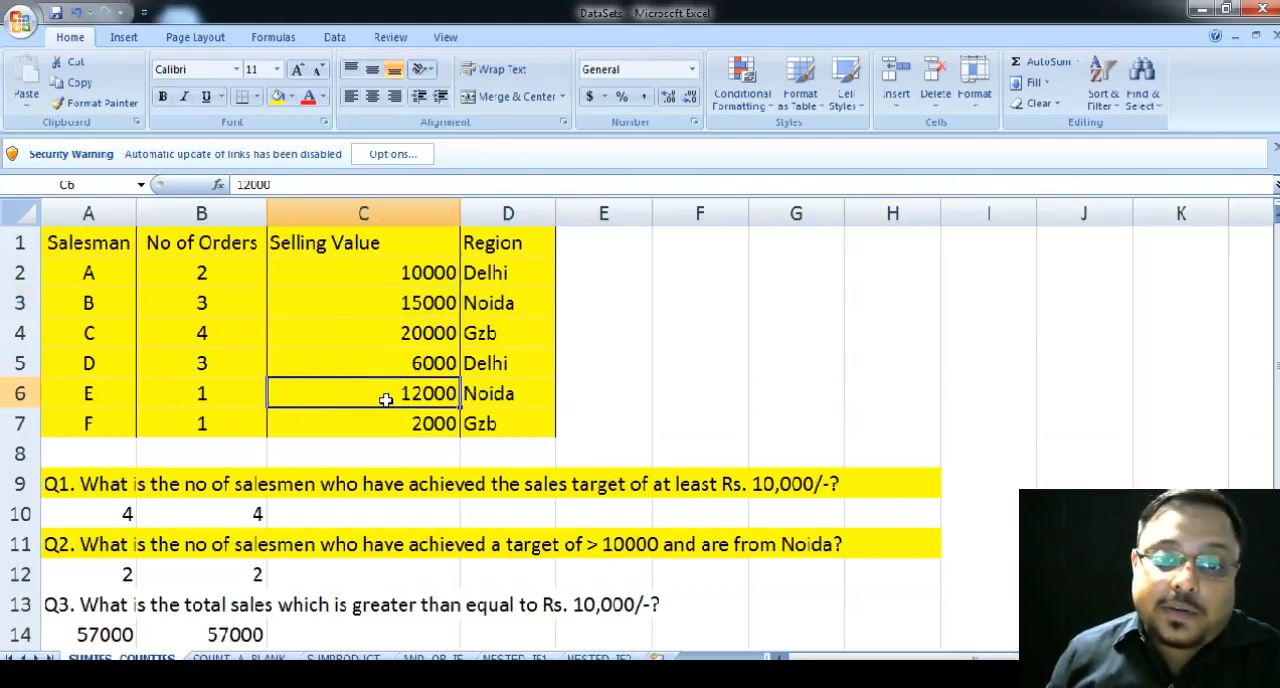 DataSets - Microsoft Excel
Home Insert Page Layout Formulas Data Review View
Paste Cut Copy Format Painter Clipboard
Calibri 11 B I U A Font
Wrap Text Merge & Center Alignment
General $ % , Number
Conditional Formatting Format as Table Cell Styles Styles
Insert Delete Format Cells
Σ AutoSum Fill Clear Sort & Filter Find & Select Editing
Security Warning Automatic update of links has been disabled Options...
C6 fx 12000
A B C D E F G H I J K
1 Salesman No of Orders Selling Value Region
2 A 2 10000 Delhi
3 B 3 15000 Noida
4 C 4 20000 Gzb
5 D 3 6000 Delhi
6 E 1 12000 Noida
7 F 1 2000 Gzb
8
9 Q1. What is the no of salesmen who have achieved the sales target of at least Rs. 10,000/-?
10 4 4
11 Q2. What is the no of salesmen who have achieved a target of > 10000 and are from Noida?
12 2 2
13 Q3. What is the total sales which is greater than equal to Rs. 10,000/-?
14 57000 57000
SUMIFS_COUNTIFS COUNT_A_BLANK SUMPRODUCT AND_OR_IF NESTED_IF1 NESTED_IF2